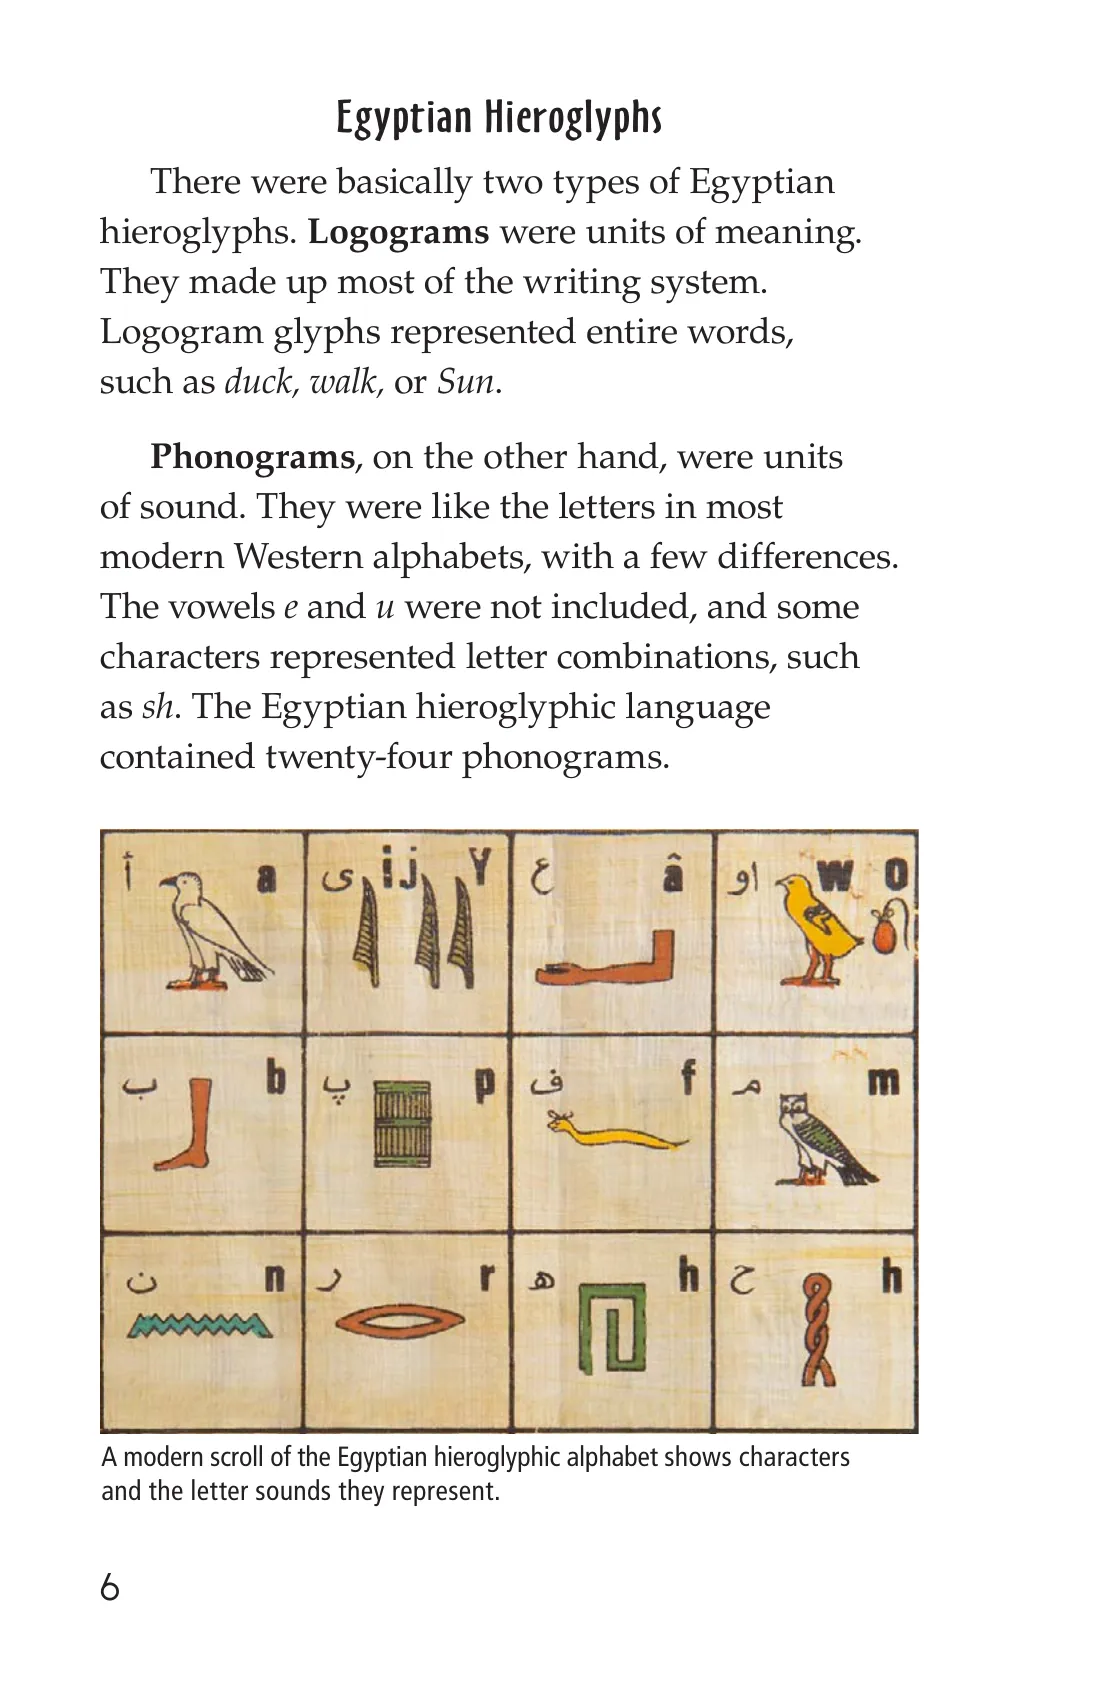 Egyptian Hieroglyphs
There were basically two types of Egyptian
hieroglyphs. Logograms were units of meaning.
They made up most of the writing system.
Logogram glyphs represented entire words,
such as duck, walk, or Sun.
Phonograms, on the other hand, were units
of sound. They were like the letters in most
modern Western alphabets, with a few differences.
The vowels e and u were not included, and some
characters represented letter combinations, such
as sh. The Egyptian hieroglyphic language
contained twenty-four phonograms.
أ a ى i j y ع â او w o
ب b پ p ف f م m
ن n ر r ه h ح h
A modern scroll of the Egyptian hieroglyphic alphabet shows characters
and the letter sounds they represent.
6